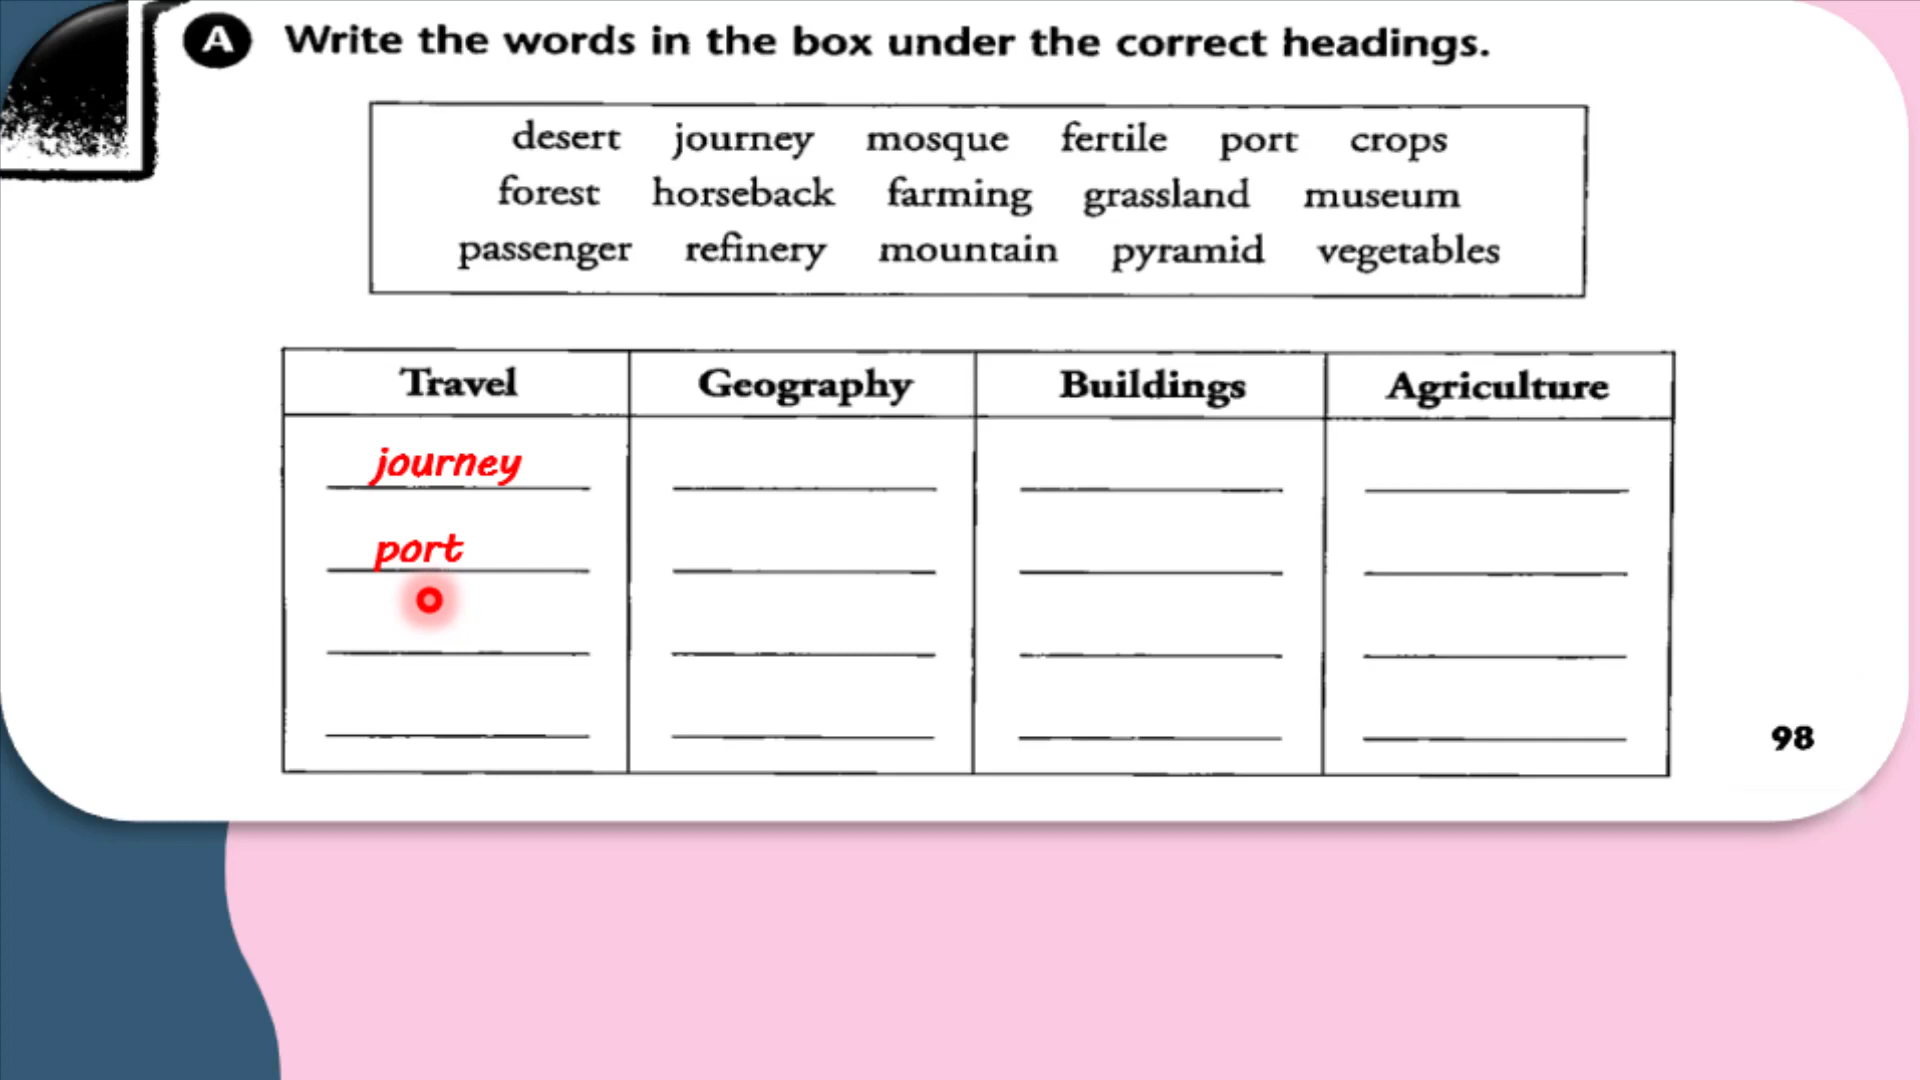 A Write the words in the box under the correct headings.
desert journey mosque fertile port crops
forest horseback farming grassland museum
passenger refinery mountain pyramid vegetables
Travel Geography Buildings Agriculture
journey
port
98